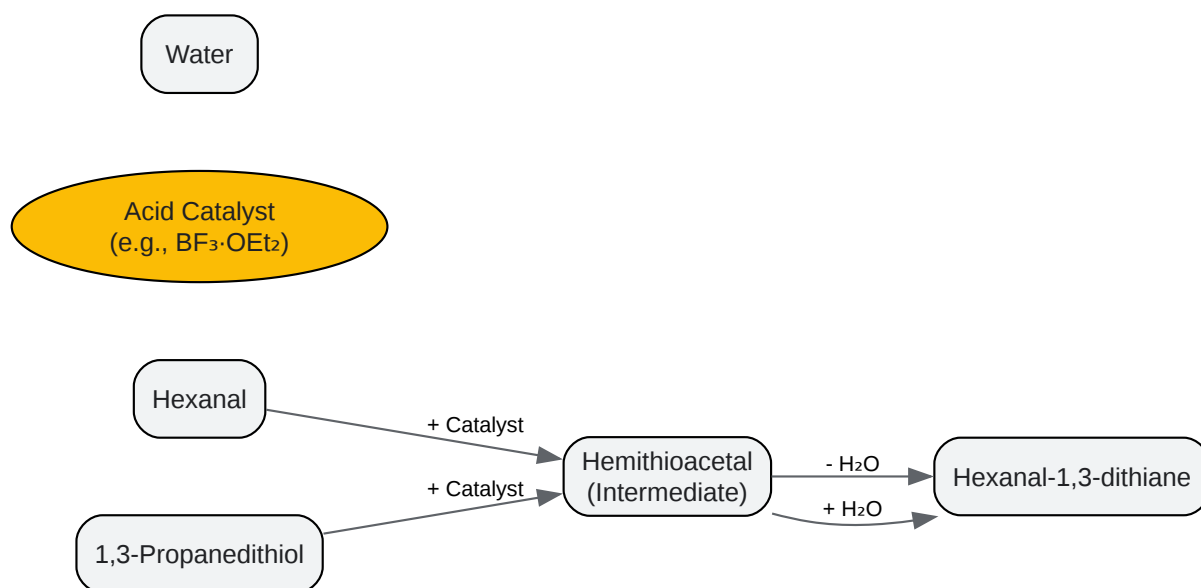 Water
Acid Catalyst
(e.g., BF₃·OEt₂)
Hexanal
+ Catalyst
+ Catalyst
1,3-Propanedithiol
Hemithioacetal
(Intermediate)
- H₂O
+ H₂O
Hexanal-1,3-dithiane